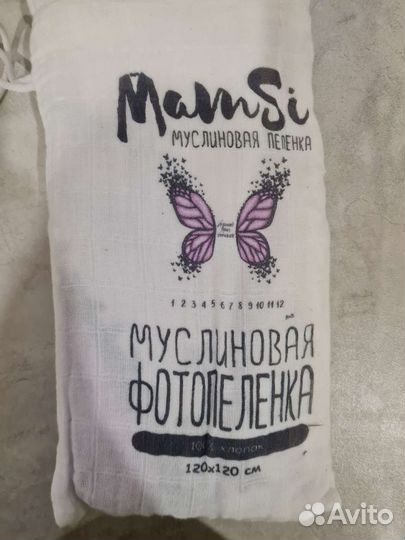 MamSi
МУСЛИНОВАЯ ПЕЛЕНКА
1 2 3 4 5 6 7 8 9 10 11 12
МУСЛИНОВАЯ
ФОТОПЕЛЕНКА
100% хлопок
120х120 см
Avito